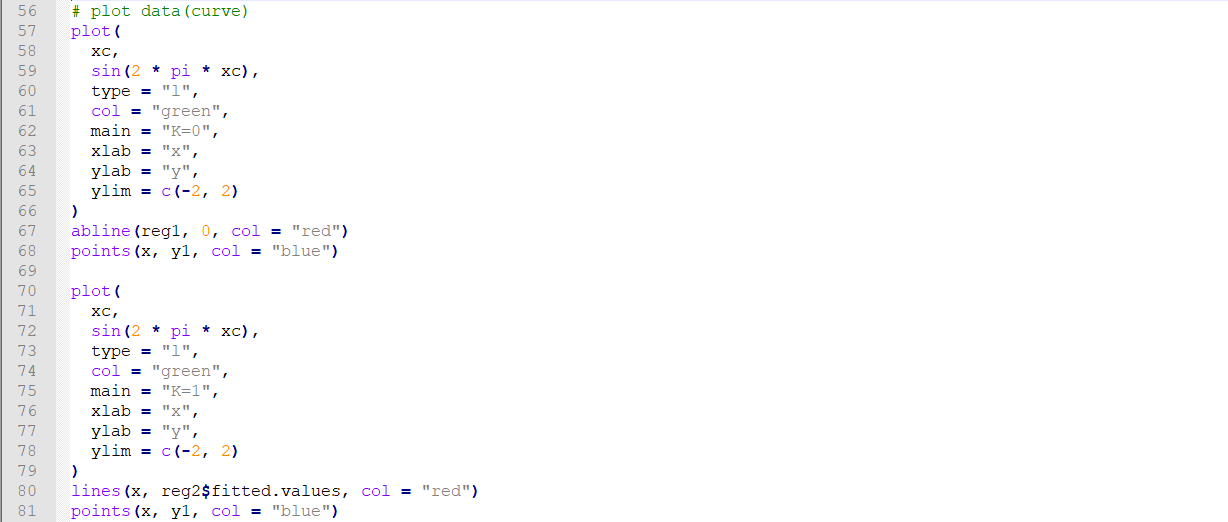 56 # plot data(curve)
57 plot(
58 xc,
59 sin(2 * pi * xc),
60 type = "l",
61 col = "green",
62 main = "K=0",
63 xlab = "x",
64 ylab = "y",
65 ylim = c(-2, 2)
66 )
67 abline(reg1, 0, col = "red")
68 points(x, y1, col = "blue")
69
70 plot(
71 xc,
72 sin(2 * pi * xc),
73 type = "l",
74 col = "green",
75 main = "K=1",
76 xlab = "x",
77 ylab = "y",
78 ylim = c(-2, 2)
79 )
80 lines(x, reg2$fitted.values, col = "red")
81 points(x, y1, col = "blue")